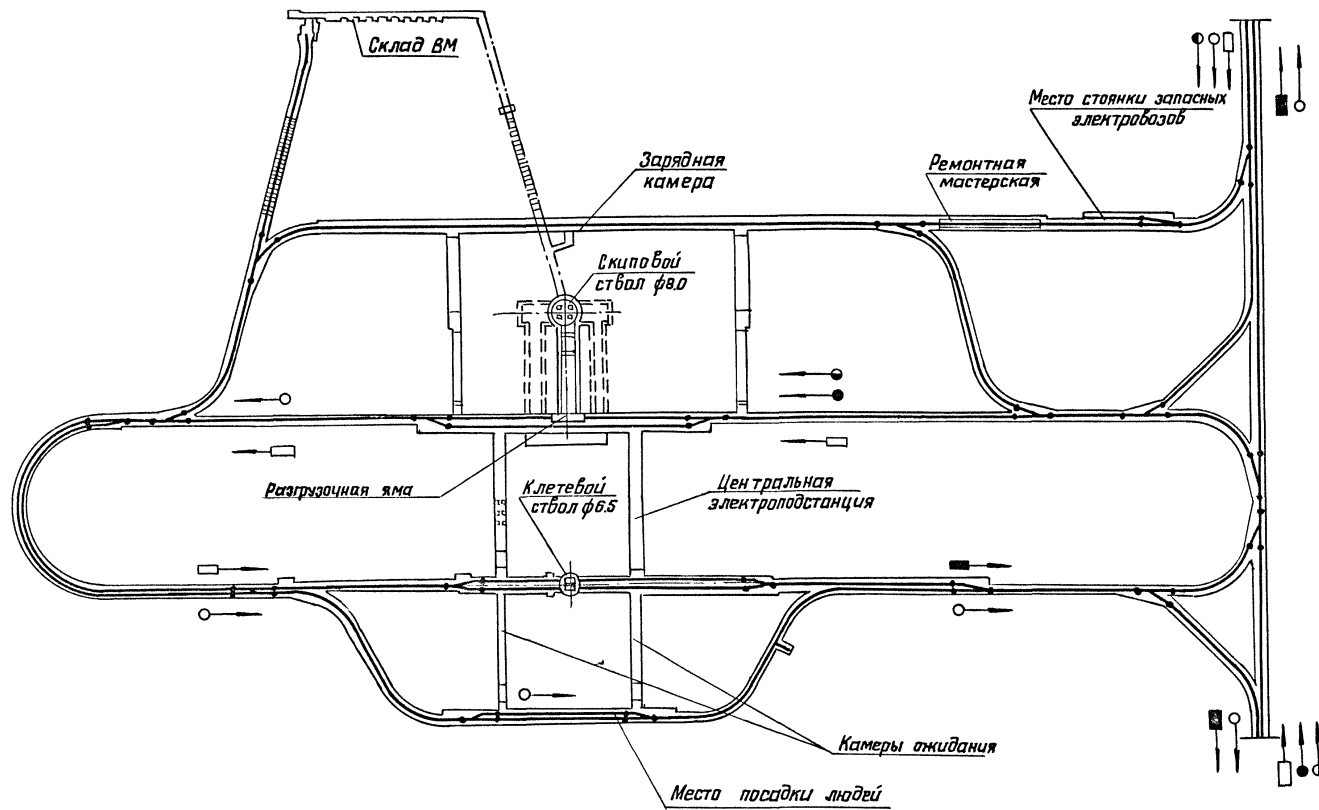 Склад ВМ
Место стоянки запасных
электровозов
Зарядная
камера
Ремонтная
мастерская
Скиповой
ствол ф8.0
Разгрузочная яма
Клетевой
ствол ф6.5
Центральная
электроподстанция
Камеры ожидания
Место посадки людей